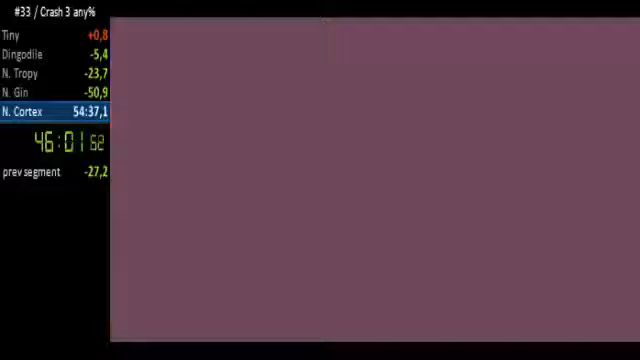 #33 / Crash 3 any%
Tiny +0,8
Dingodile -5,4
N. Tropy -23,7
N. Gin -50,9
N. Cortex 54:37,1
46:01 62
prev segment -27,2